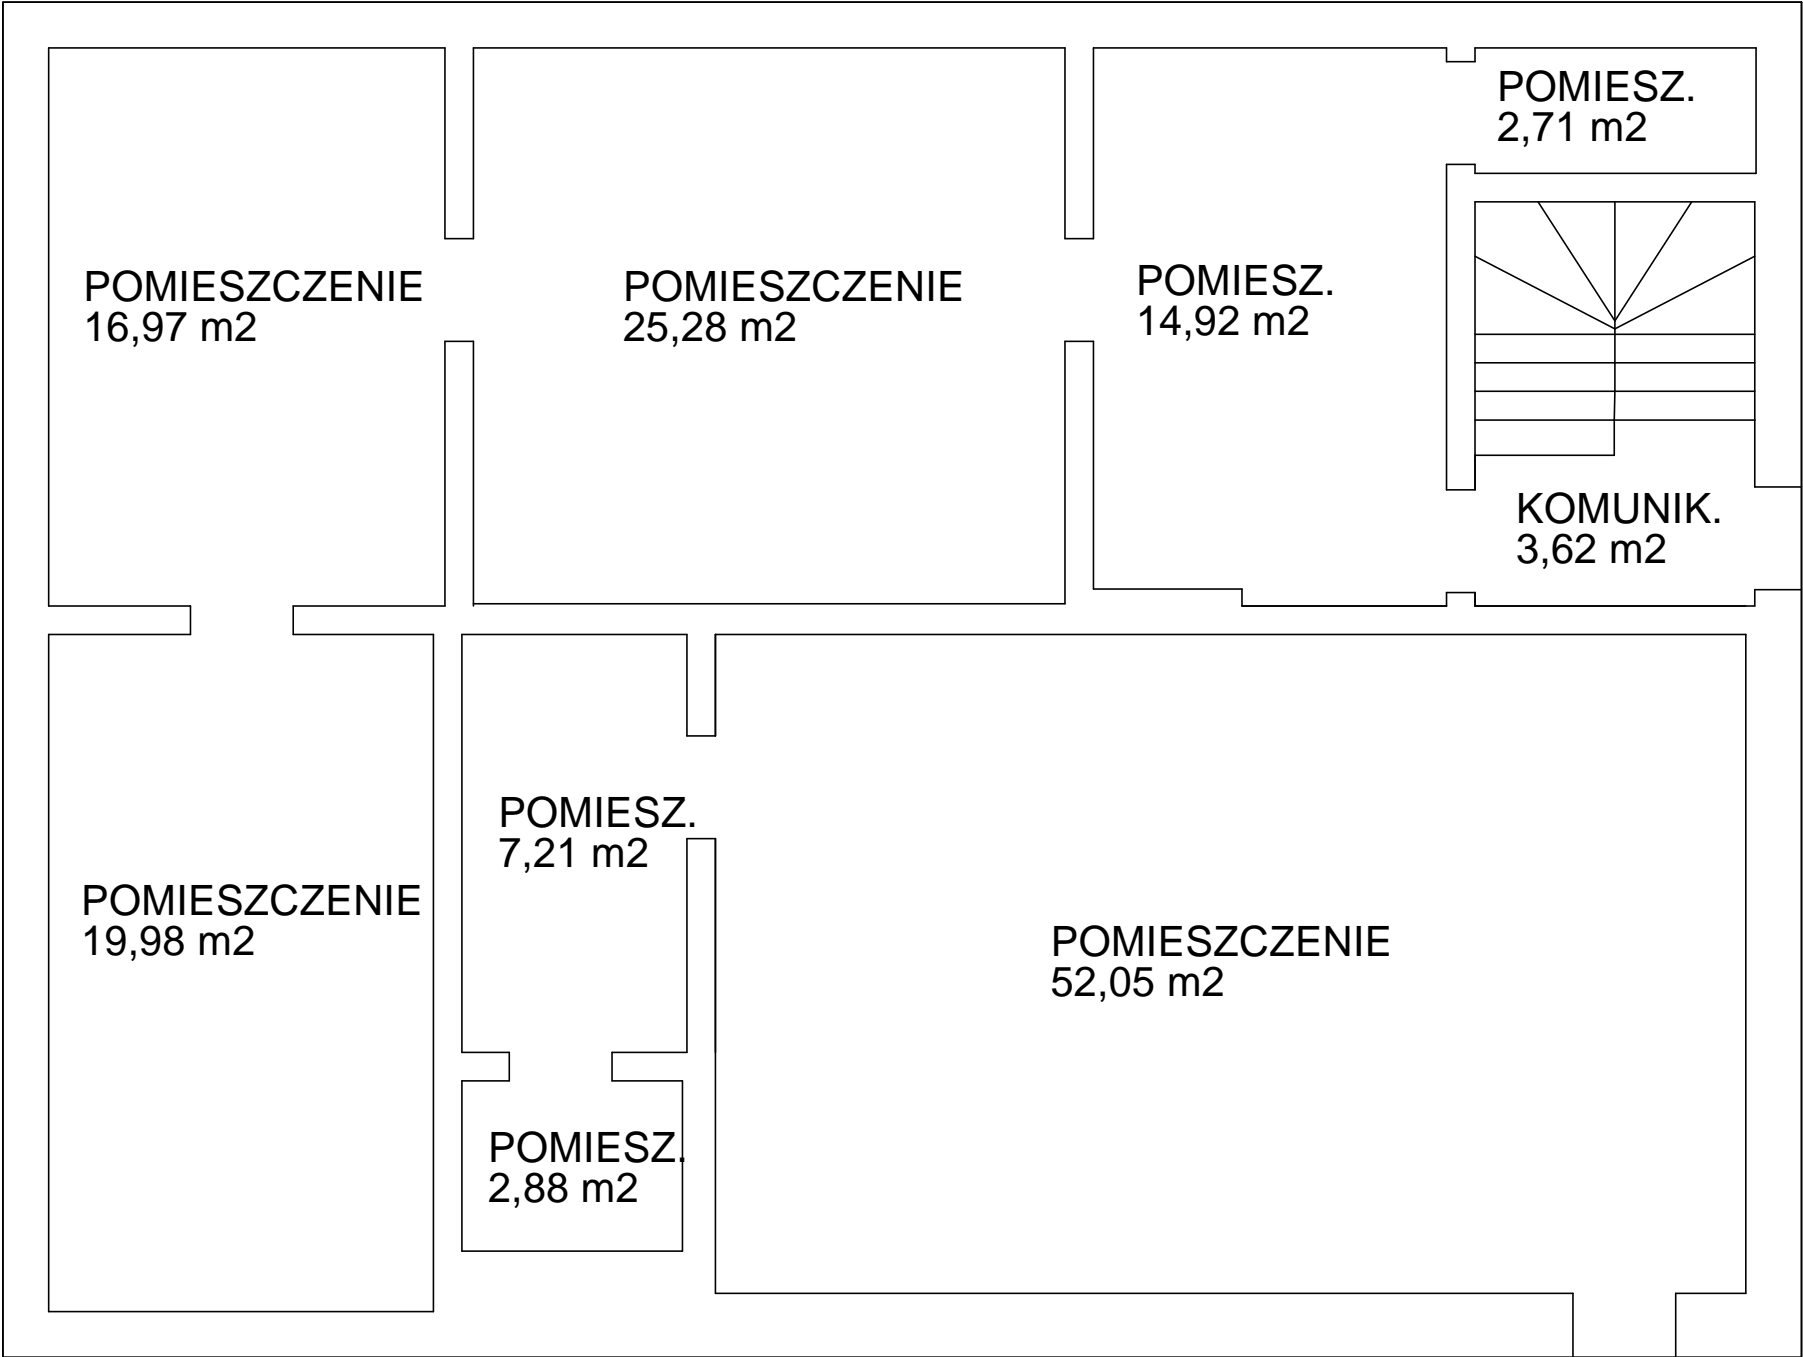 POMIESZ.
2,71 m2
POMIESZCZENIE
16,97 m2
POMIESZCZENIE
25,28 m2
POMIESZ.
14,92 m2
KOMUNIK.
3,62 m2
POMIESZ.
7,21 m2
POMIESZCZENIE
19,98 m2
POMIESZCZENIE
52,05 m2
POMIESZ.
2,88 m2